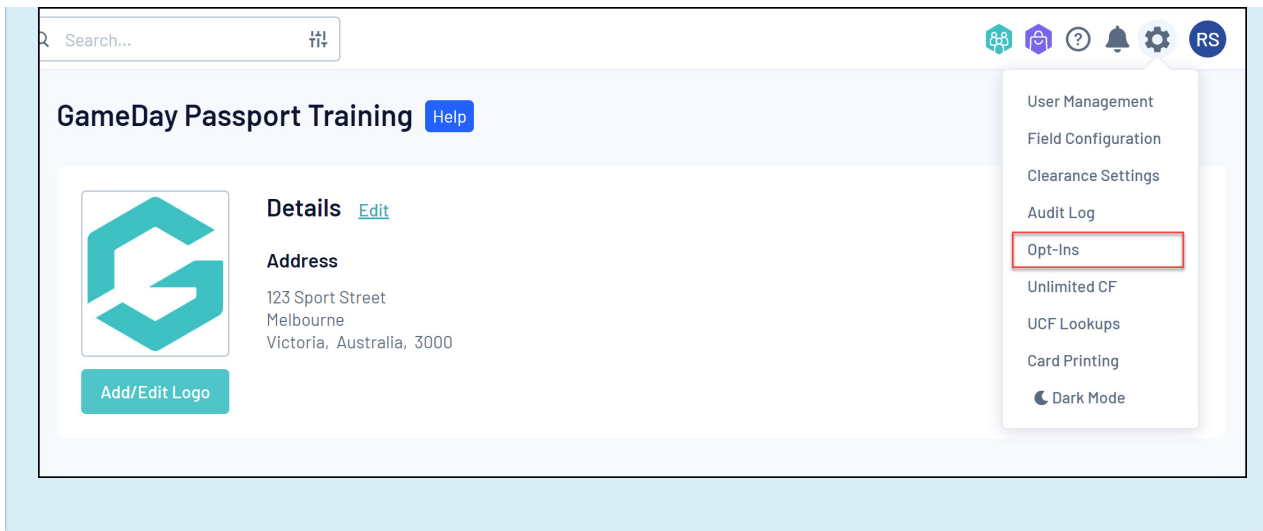 Search...
RS
GameDay Passport Training Help
Details Edit
Address
123 Sport Street
Melbourne
Victoria, Australia, 3000
Add/Edit Logo
User Management
Field Configuration
Clearance Settings
Audit Log
Opt-Ins
Unlimited CF
UCF Lookups
Card Printing
Dark Mode